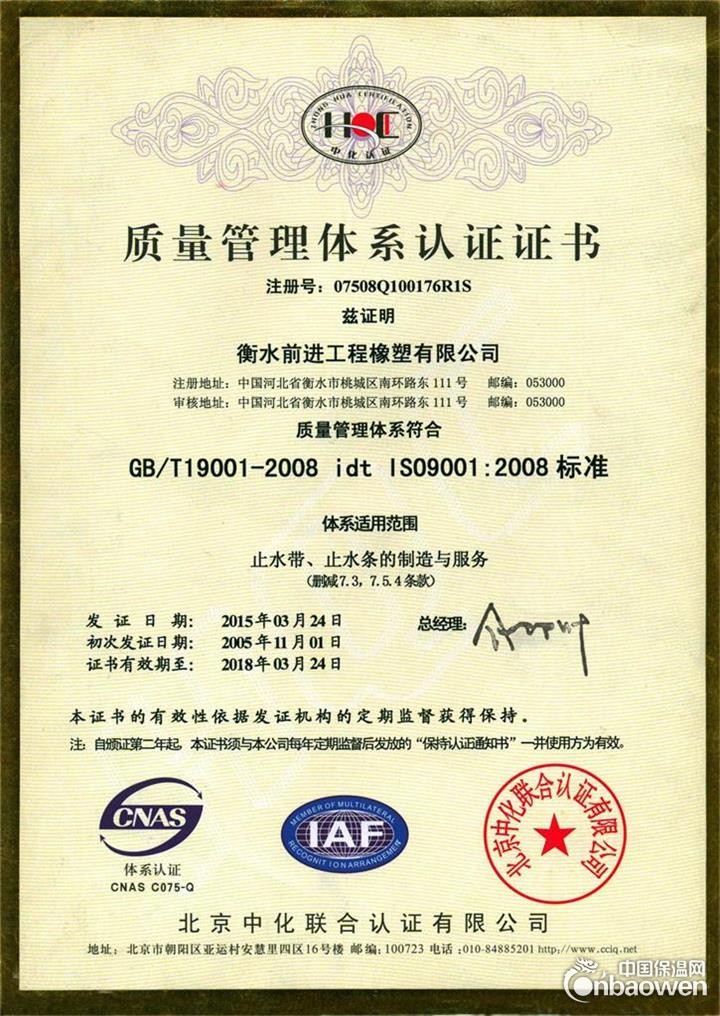 ZHONG HUA CERTIFICATION
HQC
中化认证
质量管理体系认证证书
注册号：07508Q100176R1S
兹证明
衡水前进工程橡塑有限公司
注册地址：中国河北省衡水市桃城区南环路东111号 邮编：053000
审核地址：中国河北省衡水市桃城区南环路东111号 邮编：053000
质量管理体系符合
GB/T19001-2008 idt ISO9001:2008 标准
体系适用范围
止水带、止水条的制造与服务
（删减7.3，7.5.4条款）
发证日期： 2015年03月24日
总经理：
初次发证日期： 2005年11月01日
证书有效期至： 2018年03月24日
本证书的有效性依据发证机构的定期监督获得保持。
注：自颁证第二年起，本证书须与本公司每年定期监督后发放的“保持认证通知书”一并使用方为有效。
CNAS
体系认证
CNAS C075-Q
MEMBER OF MULTILATERAL
IAF
RECOGNITION ARRANGEMENT
北京中化联合认证有限公司
北京中化联合认证有限公司
地址：北京市朝阳区亚运村安慧里四区16号楼 邮编：100723 电话：010-84885201 http://www.cciq.net
中国保温网
Cnbaowen